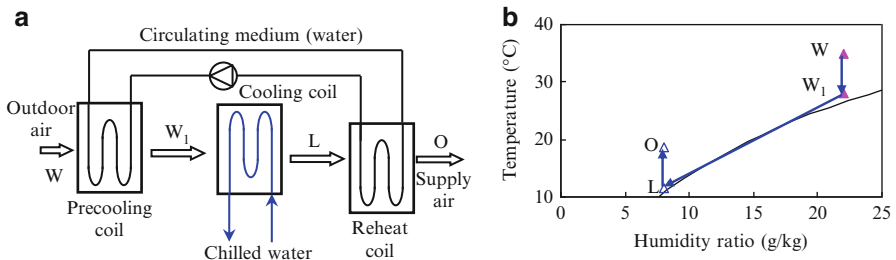 a
Circulating medium (water)
Outdoor
air
W
Precooling
coil
W1
Cooling coil
Chilled water
L
Reheat
coil
O
Supply
air
b
Temperature (°C)
40
30
20
10
W
W1
O
L
0
5
10
15
20
25
Humidity ratio (g/kg)